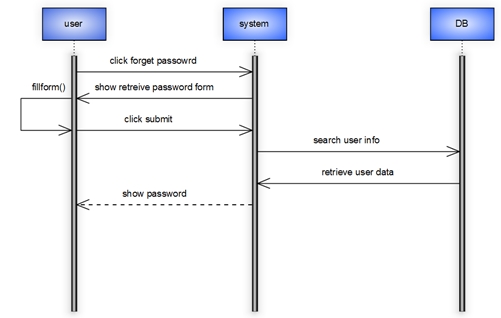 user
system
DB
click forget passowrd
fillform()
show retreive password form
click submit
search user info
retrieve user data
show password